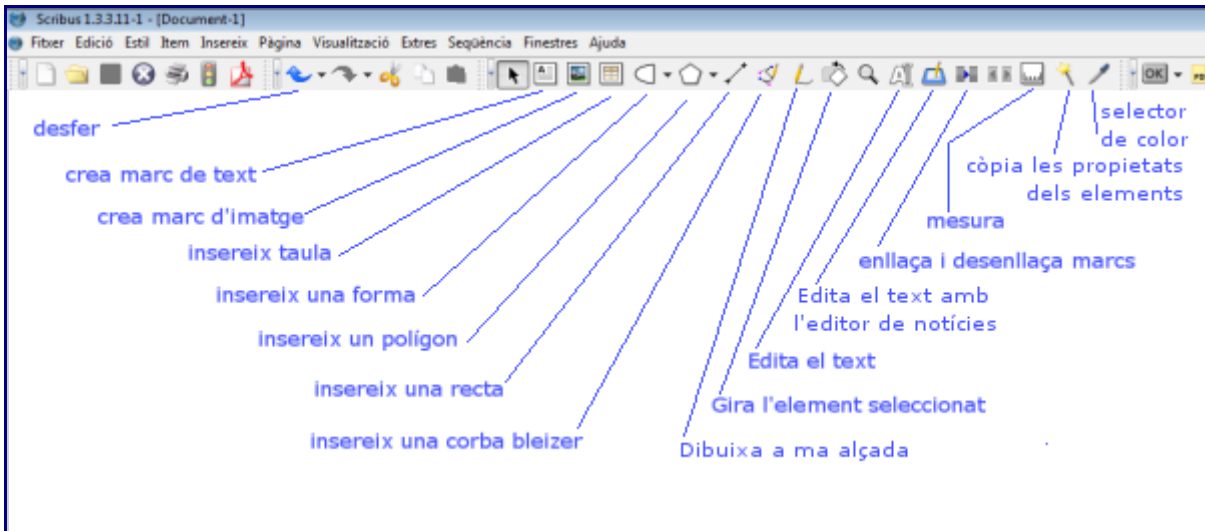 Scribus 1.3.3.11-1 - [Document-1]
Fitxer Edició Estil Item Insereix Pàgina Visualització Extres Seqüència Finestres Ajuda
OK
desfer
crea marc de text
crea marc d'imatge
insereix taula
insereix una forma
insereix un polígon
insereix una recta
insereix una corba bleizer
Dibuixa a ma alçada
Gira l'element seleccionat
Edita el text
Edita el text amb
l'editor de notícies
enllaça i desenllaça marcs
mesura
còpia les propietats
dels elements
selector
de color